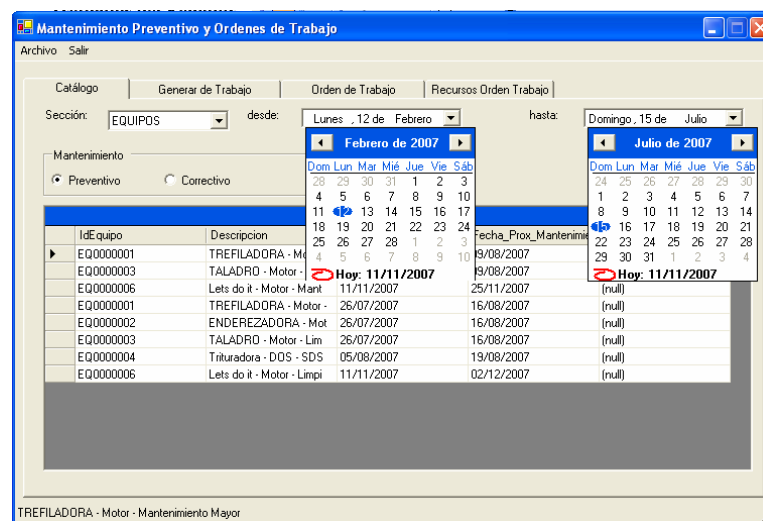 Mantenimiento Preventivo y Ordenes de Trabajo
Archivo Salir
Catálogo Generar de Trabajo Orden de Trabajo Recursos Orden Trabajo
Sección: EQUIPOS desde: Lunes , 12 de Febrero hasta: Domingo , 15 de Julio
Febrero de 2007 Julio de 2007
Mantenimiento
Preventivo Correctivo
Dom Lun Mar Mié Jue Vie Sáb Dom Lun Mar Mié Jue Vie Sáb
28 29 30 31 1 2 3 24 25 26 27 28 29 30
4 5 6 7 8 9 10 1 2 3 4 5 6 7
11 12 13 14 15 16 17 8 9 10 11 12 13 14
18 19 20 21 22 23 24 15 16 17 18 19 20 21
25 26 27 28 1 2 3 22 23 24 25 26 27 28
4 5 6 7 8 9 10 29 30 31 1 2 3 4
Hoy: 11/11/2007 Hoy: 11/11/2007
IdEquipo Descripcion Fecha_Prox_Mantenimie
EQ0000001 TREFILADORA - Mo 09/08/2007
EQ0000003 TALADRO - Motor - 09/08/2007
EQ0000006 Lets do it - Motor - Mant 11/11/2007 25/11/2007 (null)
EQ0000001 TREFILADORA - Motor - 26/07/2007 16/08/2007 (null)
EQ0000002 ENDEREZADORA - Mot 26/07/2007 16/08/2007 (null)
EQ0000003 TALADRO - Motor - Lim 26/07/2007 16/08/2007 (null)
EQ0000004 Trituradora - DOS - SDS 05/08/2007 19/08/2007 (null)
EQ0000006 Lets do it - Motor - Limpi 11/11/2007 02/12/2007 (null)
TREFILADORA - Motor - Mantenimiento Mayor